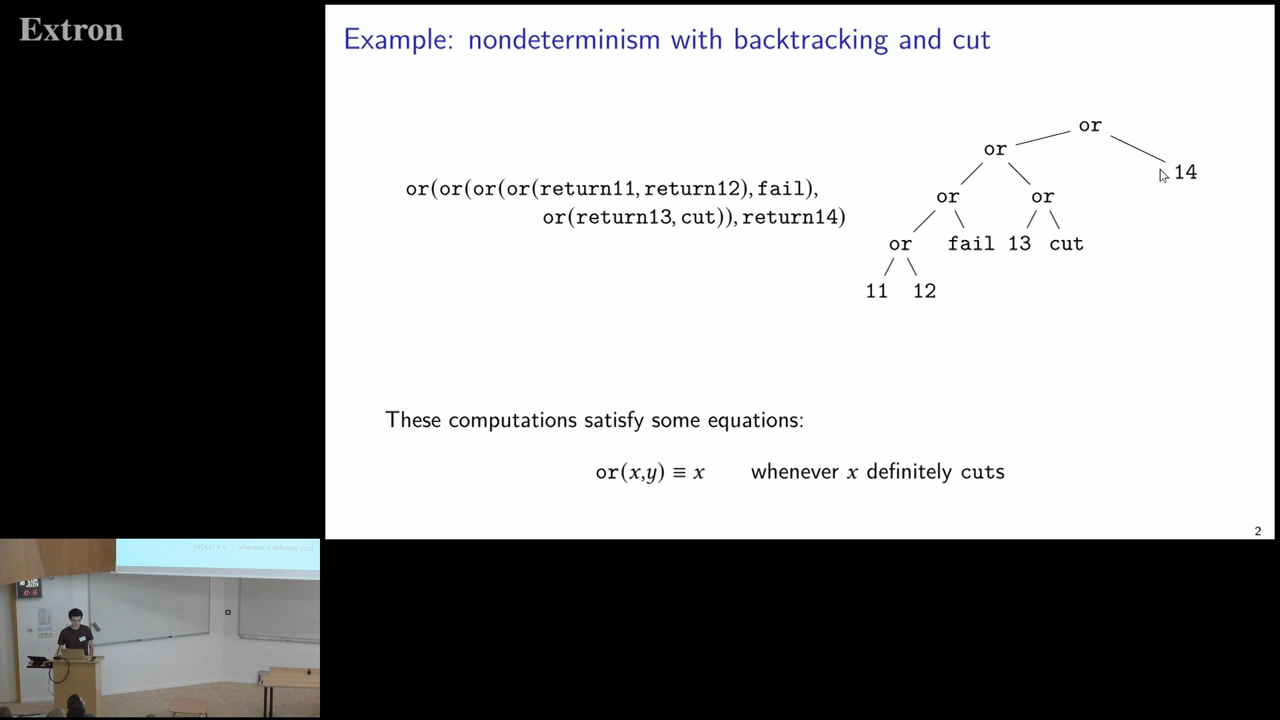 Extron
Example: nondeterminism with backtracking and cut
or(or(or(or(return11, return12), fail),
or(return13, cut)), return14)
or
or
14
or
or
or
fail
13
cut
11
12
These computations satisfy some equations:
or(x,y) ≡ x whenever x definitely cuts
2